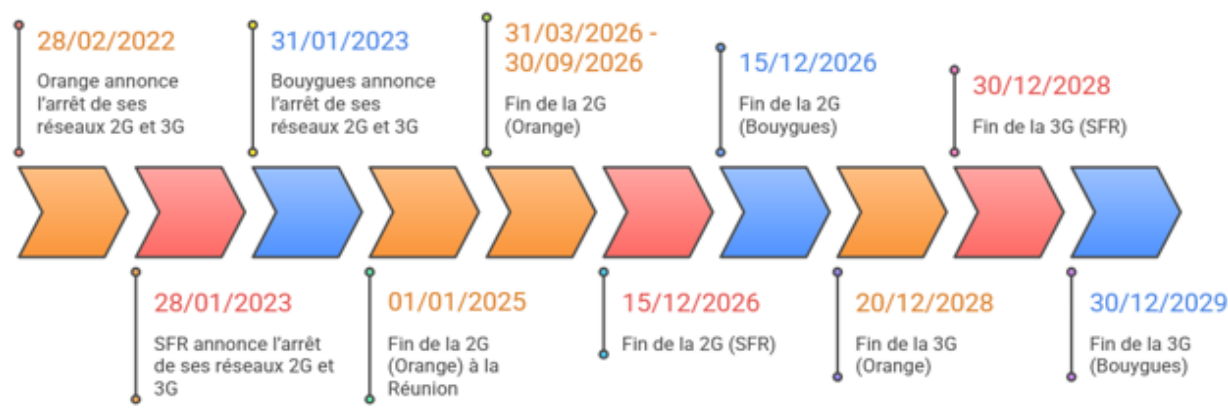 28/02/2022
Orange annonce
l'arrêt de ses
réseaux 2G et 3G
28/01/2023
SFR annonce l'arrêt
de ses réseaux 2G et
3G
31/01/2023
Bouygues annonce
l'arrêt de ses
réseaux 2G et 3G
01/01/2025
Fin de la 2G
(Orange) à la
Réunion
31/03/2026 -
30/09/2026
Fin de la 2G
(Orange)
15/12/2026
Fin de la 2G (SFR)
15/12/2026
Fin de la 2G
(Bouygues)
20/12/2028
Fin de la 3G
(Orange)
30/12/2028
Fin de la 3G (SFR)
30/12/2029
Fin de la 3G
(Bouygues)